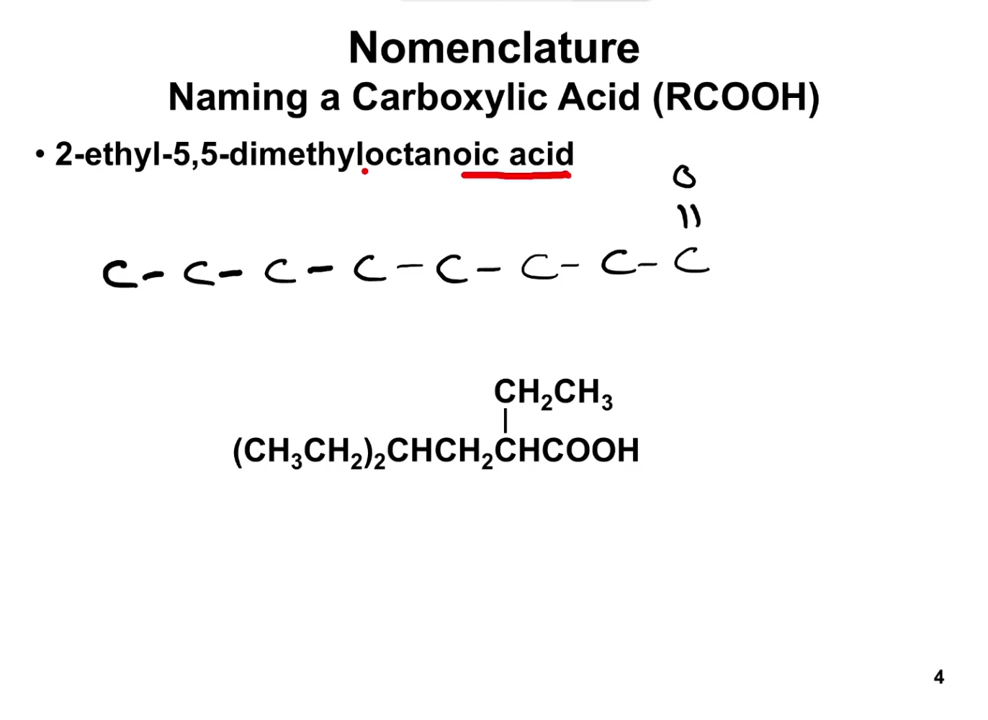 Nomenclature
Naming a Carboxylic Acid (RCOOH)
• 2-ethyl-5,5-dimethyloctanoic acid
O
||
C - C - C - C - C - C - C - C
CH₂CH₃
|
(CH₃CH₂)₂CHCH₂CHCOOH
4